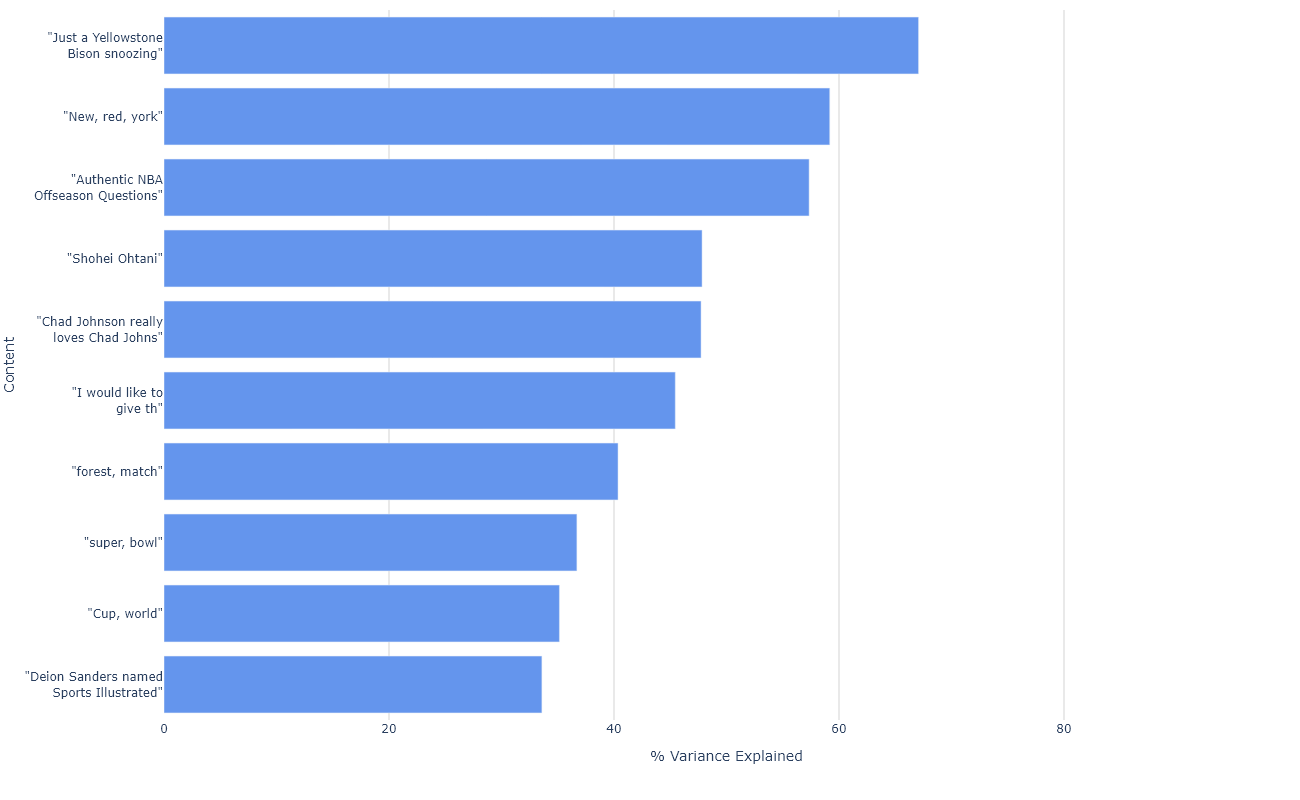 "Just a Yellowstone
Bison snoozing"
"New, red, york"
"Authentic NBA
Offseason Questions"
"Shohei Ohtani"
"Chad Johnson really
loves Chad Johns"
"I would like to
give th"
"forest, match"
"super, bowl"
"Cup, world"
"Deion Sanders named
Sports Illustrated"
Content
0 20 40 60 80
% Variance Explained